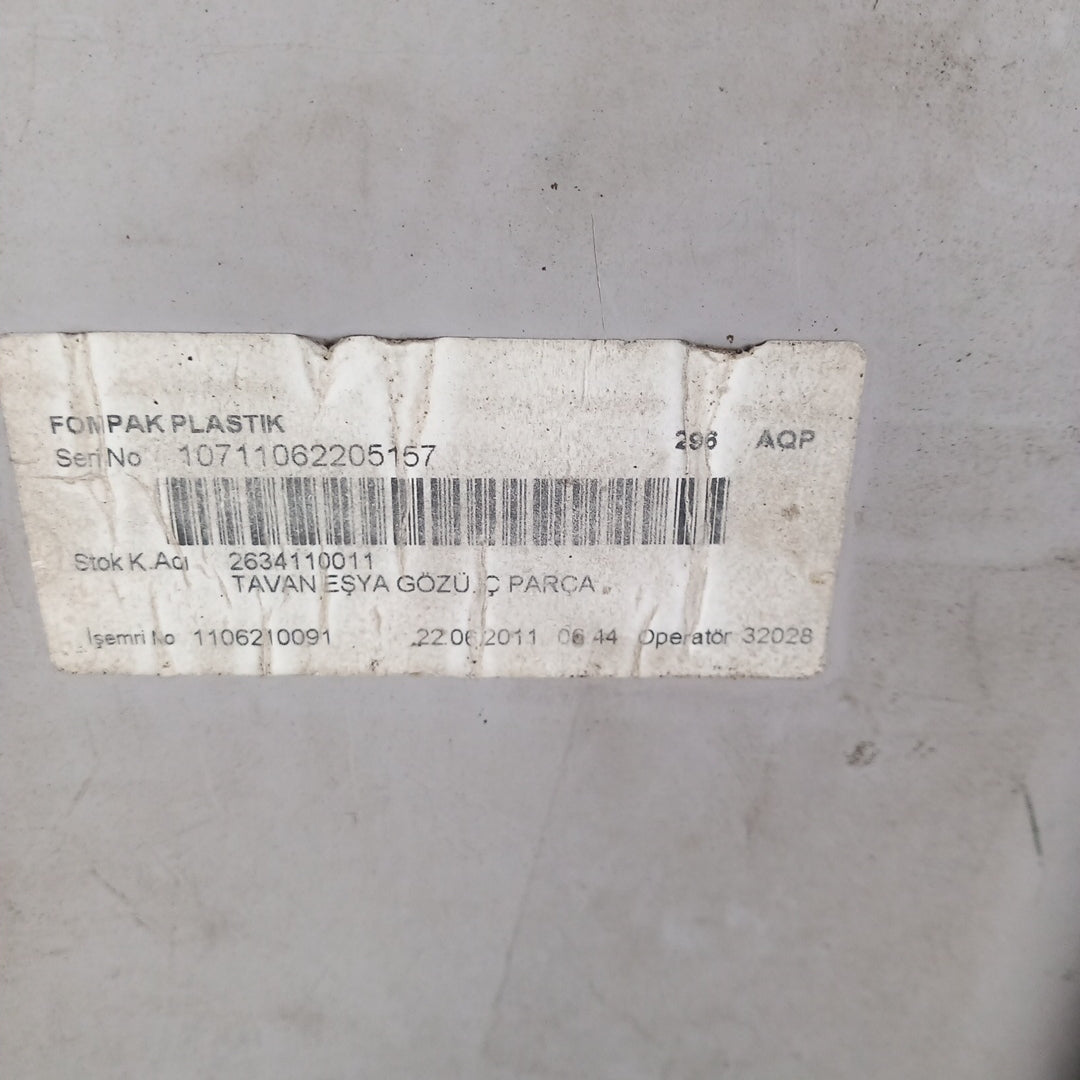 FOMPAK PLASTIK
296 AQP
Seri No 10711062205157
Stok K.Adı 2634110011
TAVAN EŞYA GÖZÜ İÇ PARÇA
İşemri No 1106210091 22.06.2011 06:44 Operatör 32028